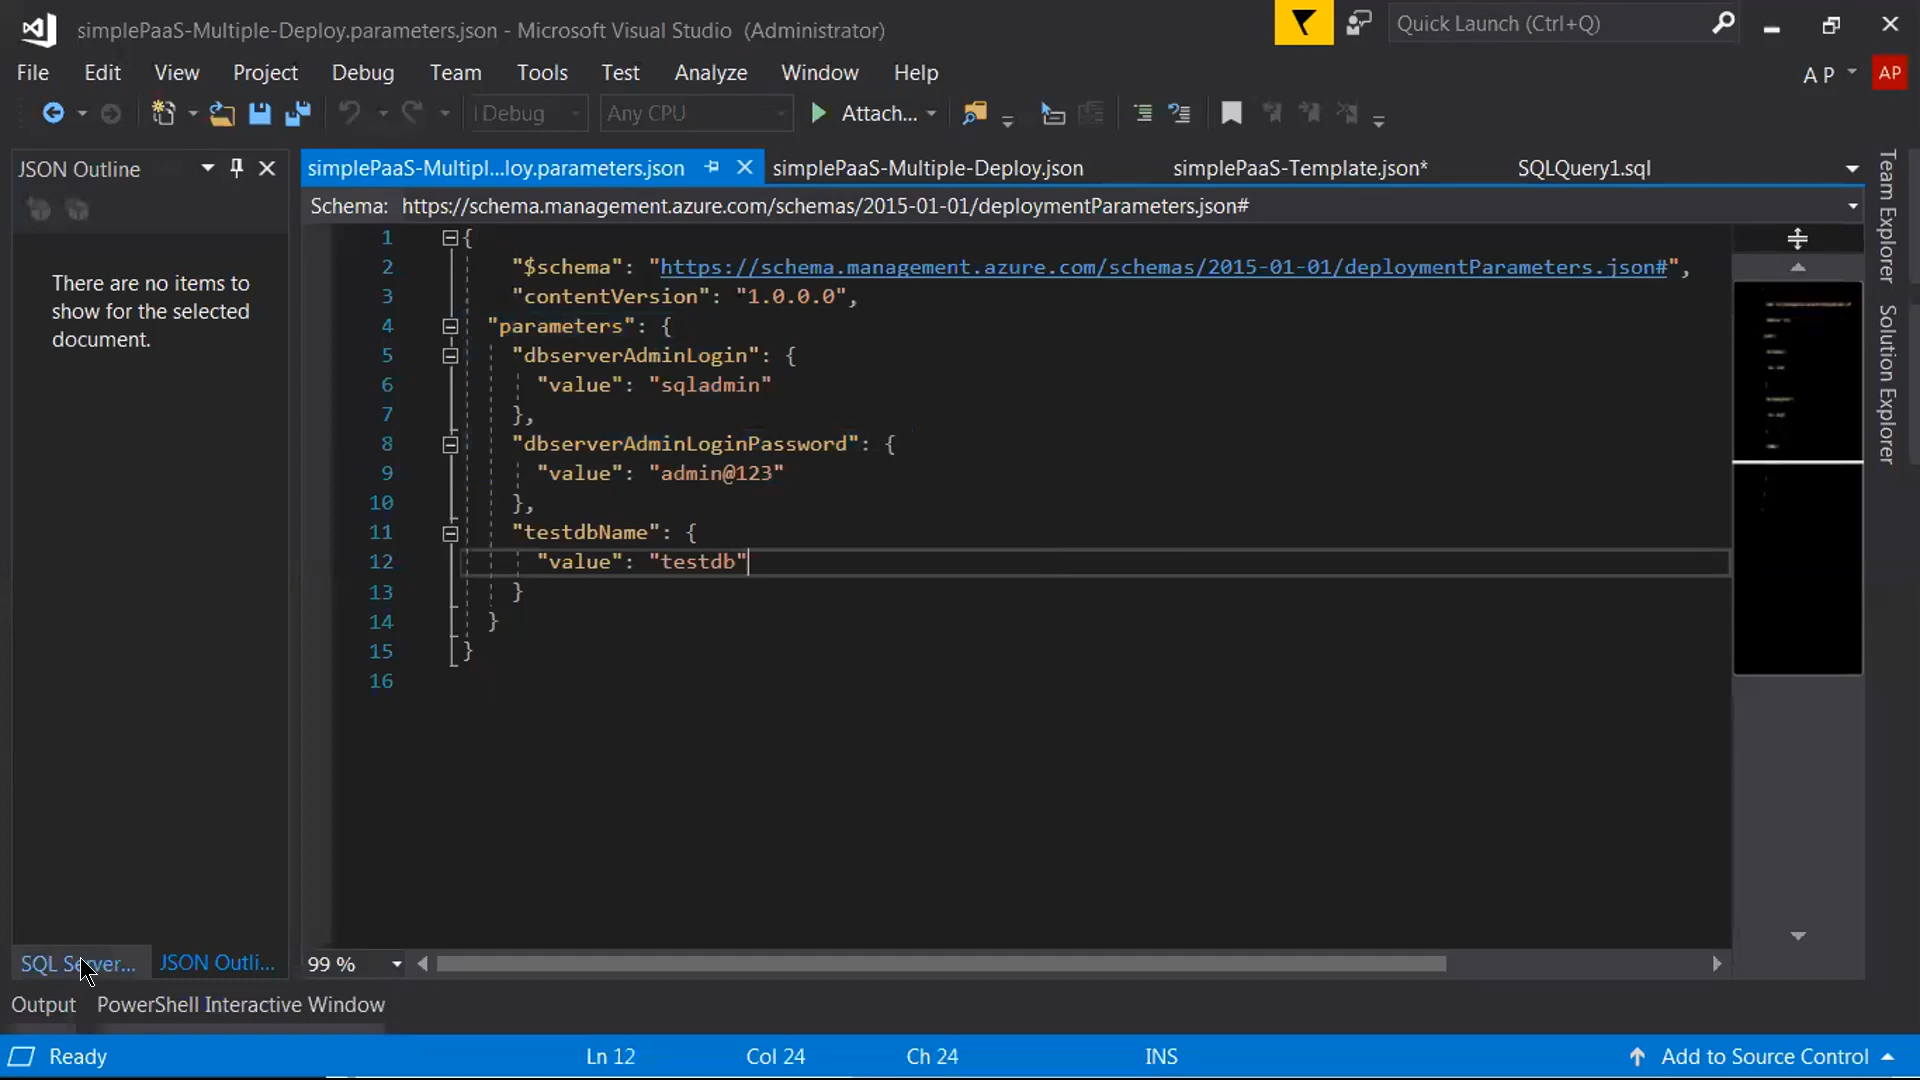 simplePaaS-Multiple-Deploy.parameters.json - Microsoft Visual Studio (Administrator)
Quick Launch (Ctrl+Q)
File Edit View Project Debug Team Tools Test Analyze Window Help
A P AP
Debug Any CPU Attach...
JSON Outline
simplePaaS-Multipl...loy.parameters.json simplePaaS-Multiple-Deploy.json simplePaaS-Template.json* SQLQuery1.sql
Schema: https://schema.management.azure.com/schemas/2015-01-01/deploymentParameters.json#
There are no items to
show for the selected
document.
1 {
2 "$schema": "https://schema.management.azure.com/schemas/2015-01-01/deploymentParameters.json#",
3 "contentVersion": "1.0.0.0",
4 "parameters": {
5 "dbserverAdminLogin": {
6 "value": "sqladmin"
7 },
8 "dbserverAdminLoginPassword": {
9 "value": "admin@123"
10 },
11 "testdbName": {
12 "value": "testdb"
13 }
14 }
15 }
16
Team Explorer
Solution Explorer
SQL Server... JSON Outli...
99 %
Output PowerShell Interactive Window
Ready Ln 12 Col 24 Ch 24 INS Add to Source Control